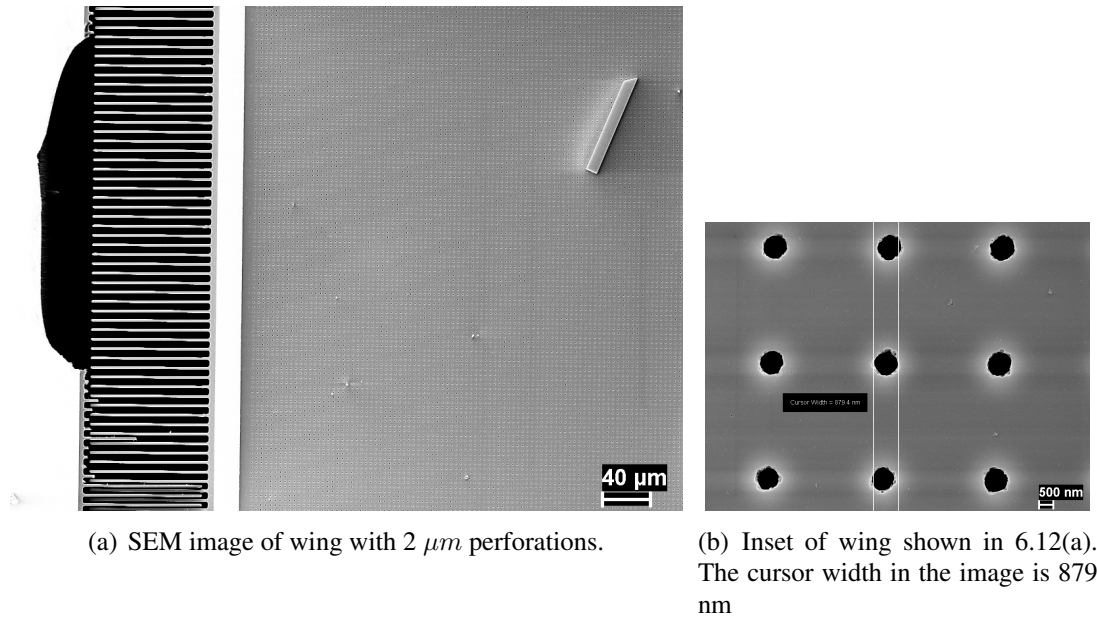 40 µm
Cursor Width = 879.4 nm
500 nm
(a) SEM image of wing with 2 µm perforations.
(b) Inset of wing shown in 6.12(a).
The cursor width in the image is 879
nm